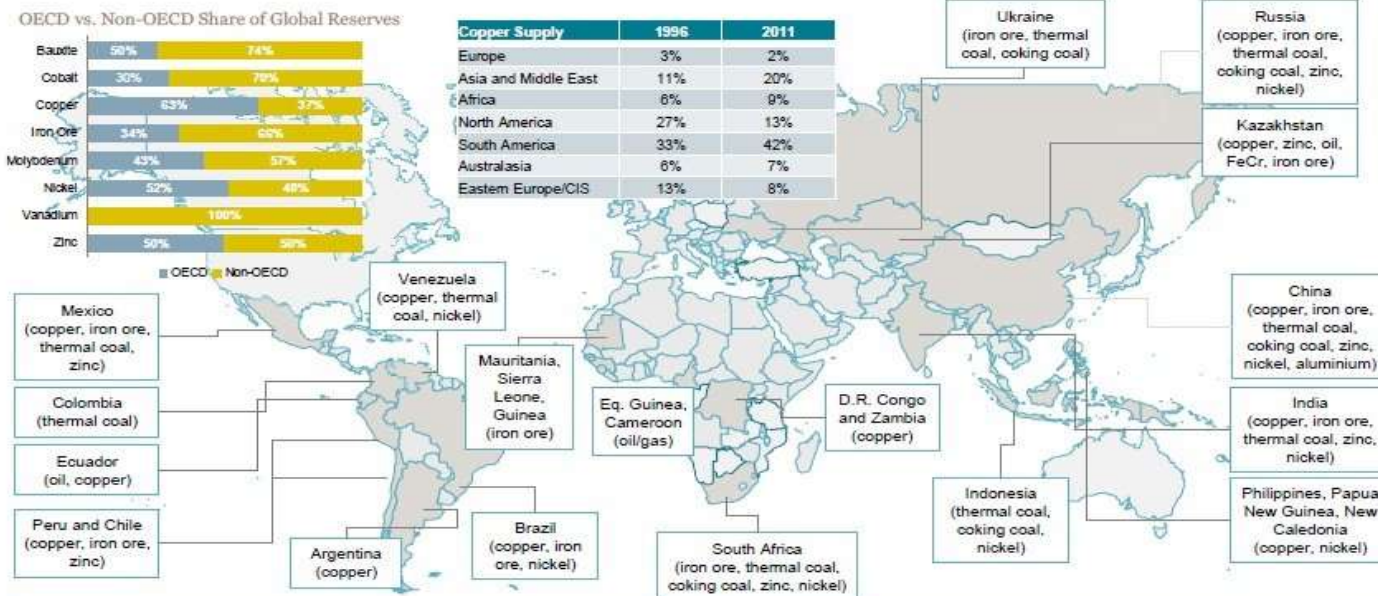 OECD vs. Non-OECD Share of Global Reserves
Bauxite 50% 74%
Cobalt 30% 70%
Copper 63% 37%
Iron Ore 34% 66%
Molybdenum 43% 57%
Nickel 52% 48%
Vanadium 100%
Zinc 50% 50%
OECD Non-OECD
Copper Supply 1996 2011
Europe 3% 2%
Asia and Middle East 11% 20%
Africa 6% 9%
North America 27% 13%
South America 33% 42%
Australasia 6% 7%
Eastern Europe/CIS 13% 8%
Ukraine
(iron ore, thermal
coal, coking coal)
Russia
(copper, iron ore,
thermal coal,
coking coal, zinc,
nickel)
Kazakhstan
(copper, zinc, oil,
FeCr, iron ore)
Mexico
(copper, iron ore,
thermal coal,
zinc)
Venezuela
(copper, thermal
coal, nickel)
Colombia
(thermal coal)
Ecuador
(oil, copper)
Peru and Chile
(copper, iron ore,
zinc)
Argentina
(copper)
Brazil
(copper, iron
ore, nickel)
Mauritania,
Sierra
Leone,
Guinea
(iron ore)
Eq. Guinea,
Cameroon
(oil/gas)
D.R. Congo
and Zambia
(copper)
South Africa
(iron ore, thermal coal,
coking coal, zinc, nickel)
Indonesia
(thermal coal,
coking coal,
nickel)
China
(copper, iron ore,
thermal coal,
coking coal, zinc,
nickel, aluminium)
India
(copper, iron ore,
thermal coal, zinc,
nickel)
Philippines, Papua
New Guinea, New
Caledonia
(copper, nickel)